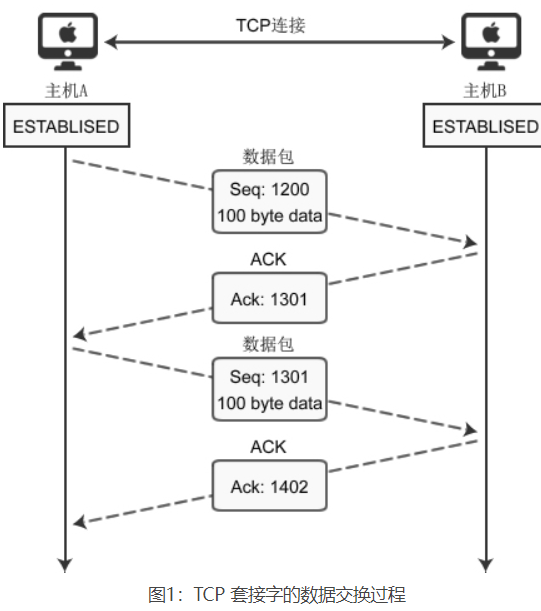 TCP连接
主机A
主机B
ESTABLISED
ESTABLISED
数据包
Seq: 1200
100 byte data
ACK
Ack: 1301
数据包
Seq: 1301
100 byte data
ACK
Ack: 1402
图1：TCP 套接字的数据交换过程